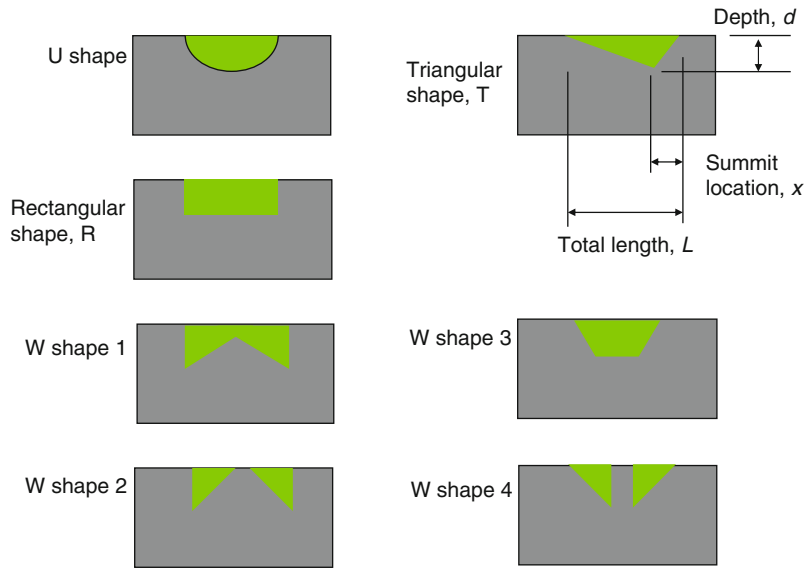 U shape
Depth, d
Triangular
shape, T
Rectangular
shape, R
Summit
location, x
Total length, L
W shape 1
W shape 3
W shape 2
W shape 4